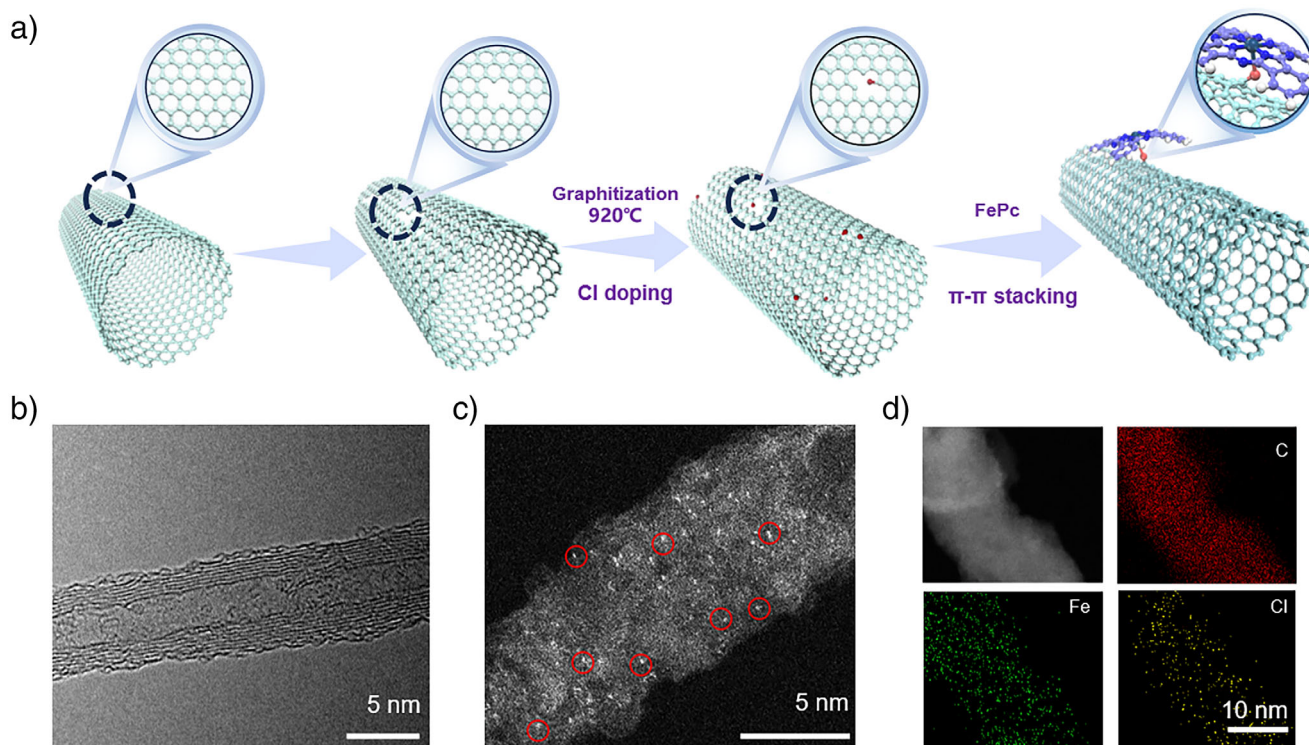 a)
Graphitization
920℃
Cl doping
FePc
π-π stacking
b)
5 nm
c)
5 nm
d)
C
Fe
Cl
10 nm